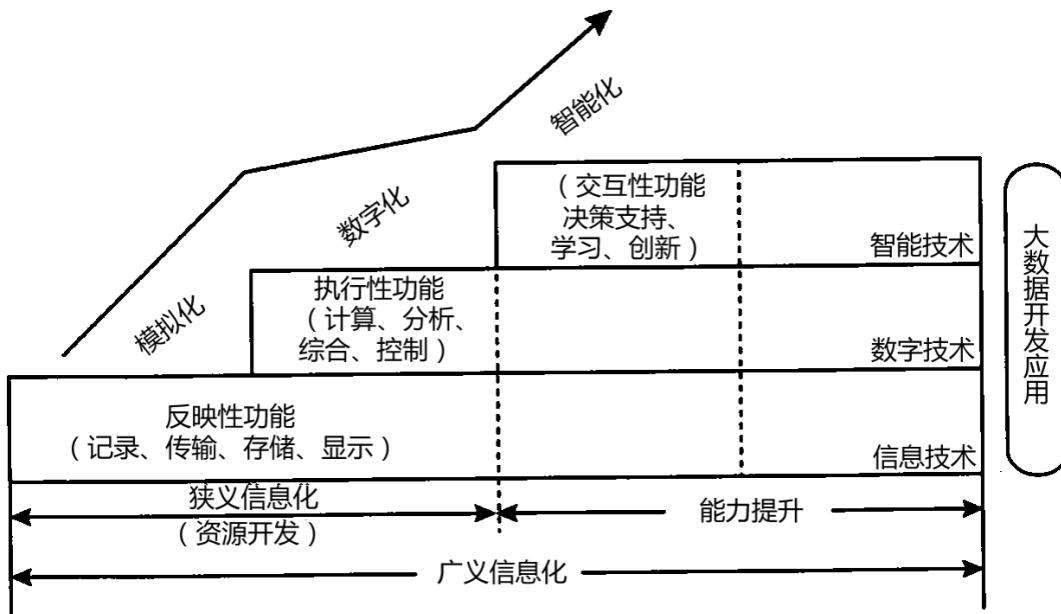 智能化
数字化
模拟化
（交互性功能
决策支持、
学习、创新）
智能技术
执行性功能
（计算、分析、
综合、控制）
数字技术
反映性功能
（记录、传输、存储、显示）
信息技术
大数据开发应用
狭义信息化
（资源开发）
能力提升
广义信息化